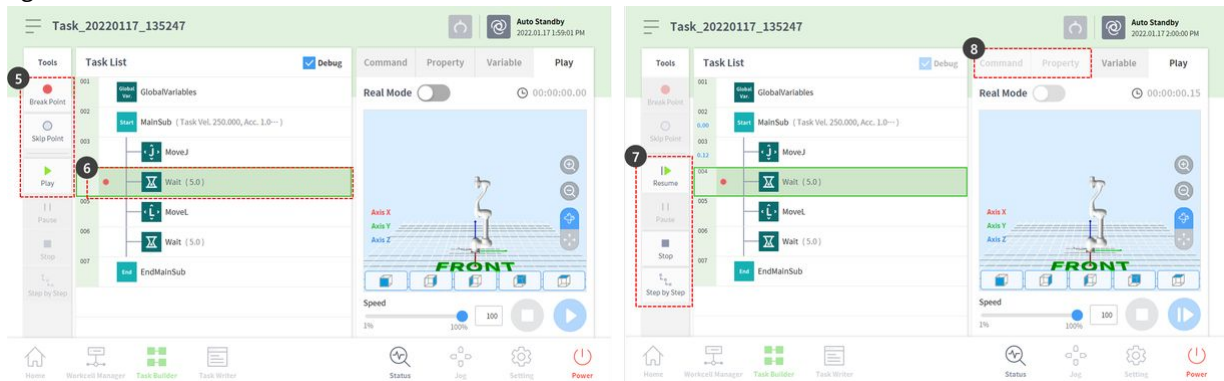 Task_20220117_135247
Auto Standby
2022.01.17 1:59:01 PM
Tools
Task List
Debug
Command
Property
Variable
Play
5
Break Point
Skip Point
Play
Pause
Stop
Step by Step
001
GlobalVariables
002
Start
MainSub (Task Vel. 250.000, Acc. 1.0⋯)
003
J
MoveJ
6
Wait (5.0)
005
L
MoveL
006
Wait (5.0)
007
End
EndMainSub
Real Mode
00:00:00.00
Axis X
Axis Y
Axis Z
FRONT
Speed
1%
100%
100
Home
Workcell Manager
Task Builder
Task Writer
Status
Jog
Setting
Power
Task_20220117_135247
Auto Standby
2022.01.17 2:00:00 PM
Tools
Task List
Debug
8
Command
Property
Variable
Play
Break Point
Skip Point
7
Resume
Pause
Stop
Step by Step
001
Global
Var.
GlobalVariables
002
0.00
Start
MainSub (Task Vel. 250.000, Acc. 1.0⋯)
003
0.12
J
MoveJ
004
Wait (5.0)
005
L
MoveL
006
Wait (5.0)
007
End
EndMainSub
Real Mode
00:00:00.15
Axis X
Axis Y
Axis Z
FRONT
Speed
1%
100%
100
Home
Workcell Manager
Task Builder
Task Writer
Status
Jog
Setting
Power